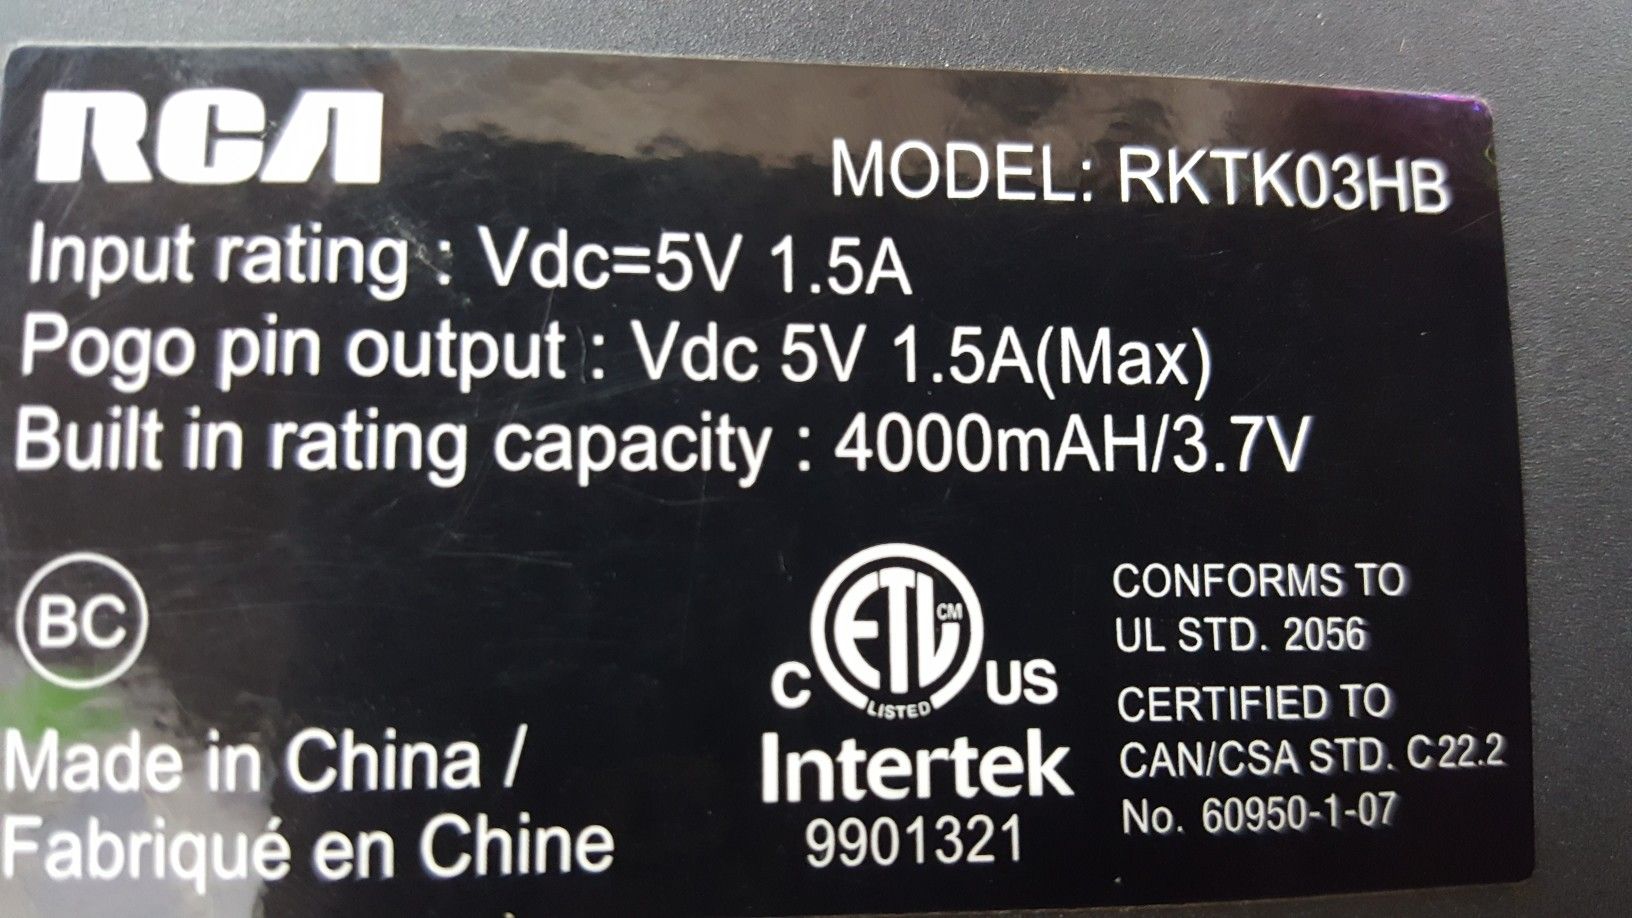 RCA
MODEL: RKTK03HB
Input rating : Vdc=5V 1.5A
Pogo pin output : Vdc 5V 1.5A(Max)
Built in rating capacity : 4000mAH/3.7V
BC
Made in China /
Fabriqué en Chine
ETL CM
C US
LISTED
Intertek
9901321
CONFORMS TO
UL STD. 2056
CERTIFIED TO
CAN/CSA STD. C22.2
No. 60950-1-07